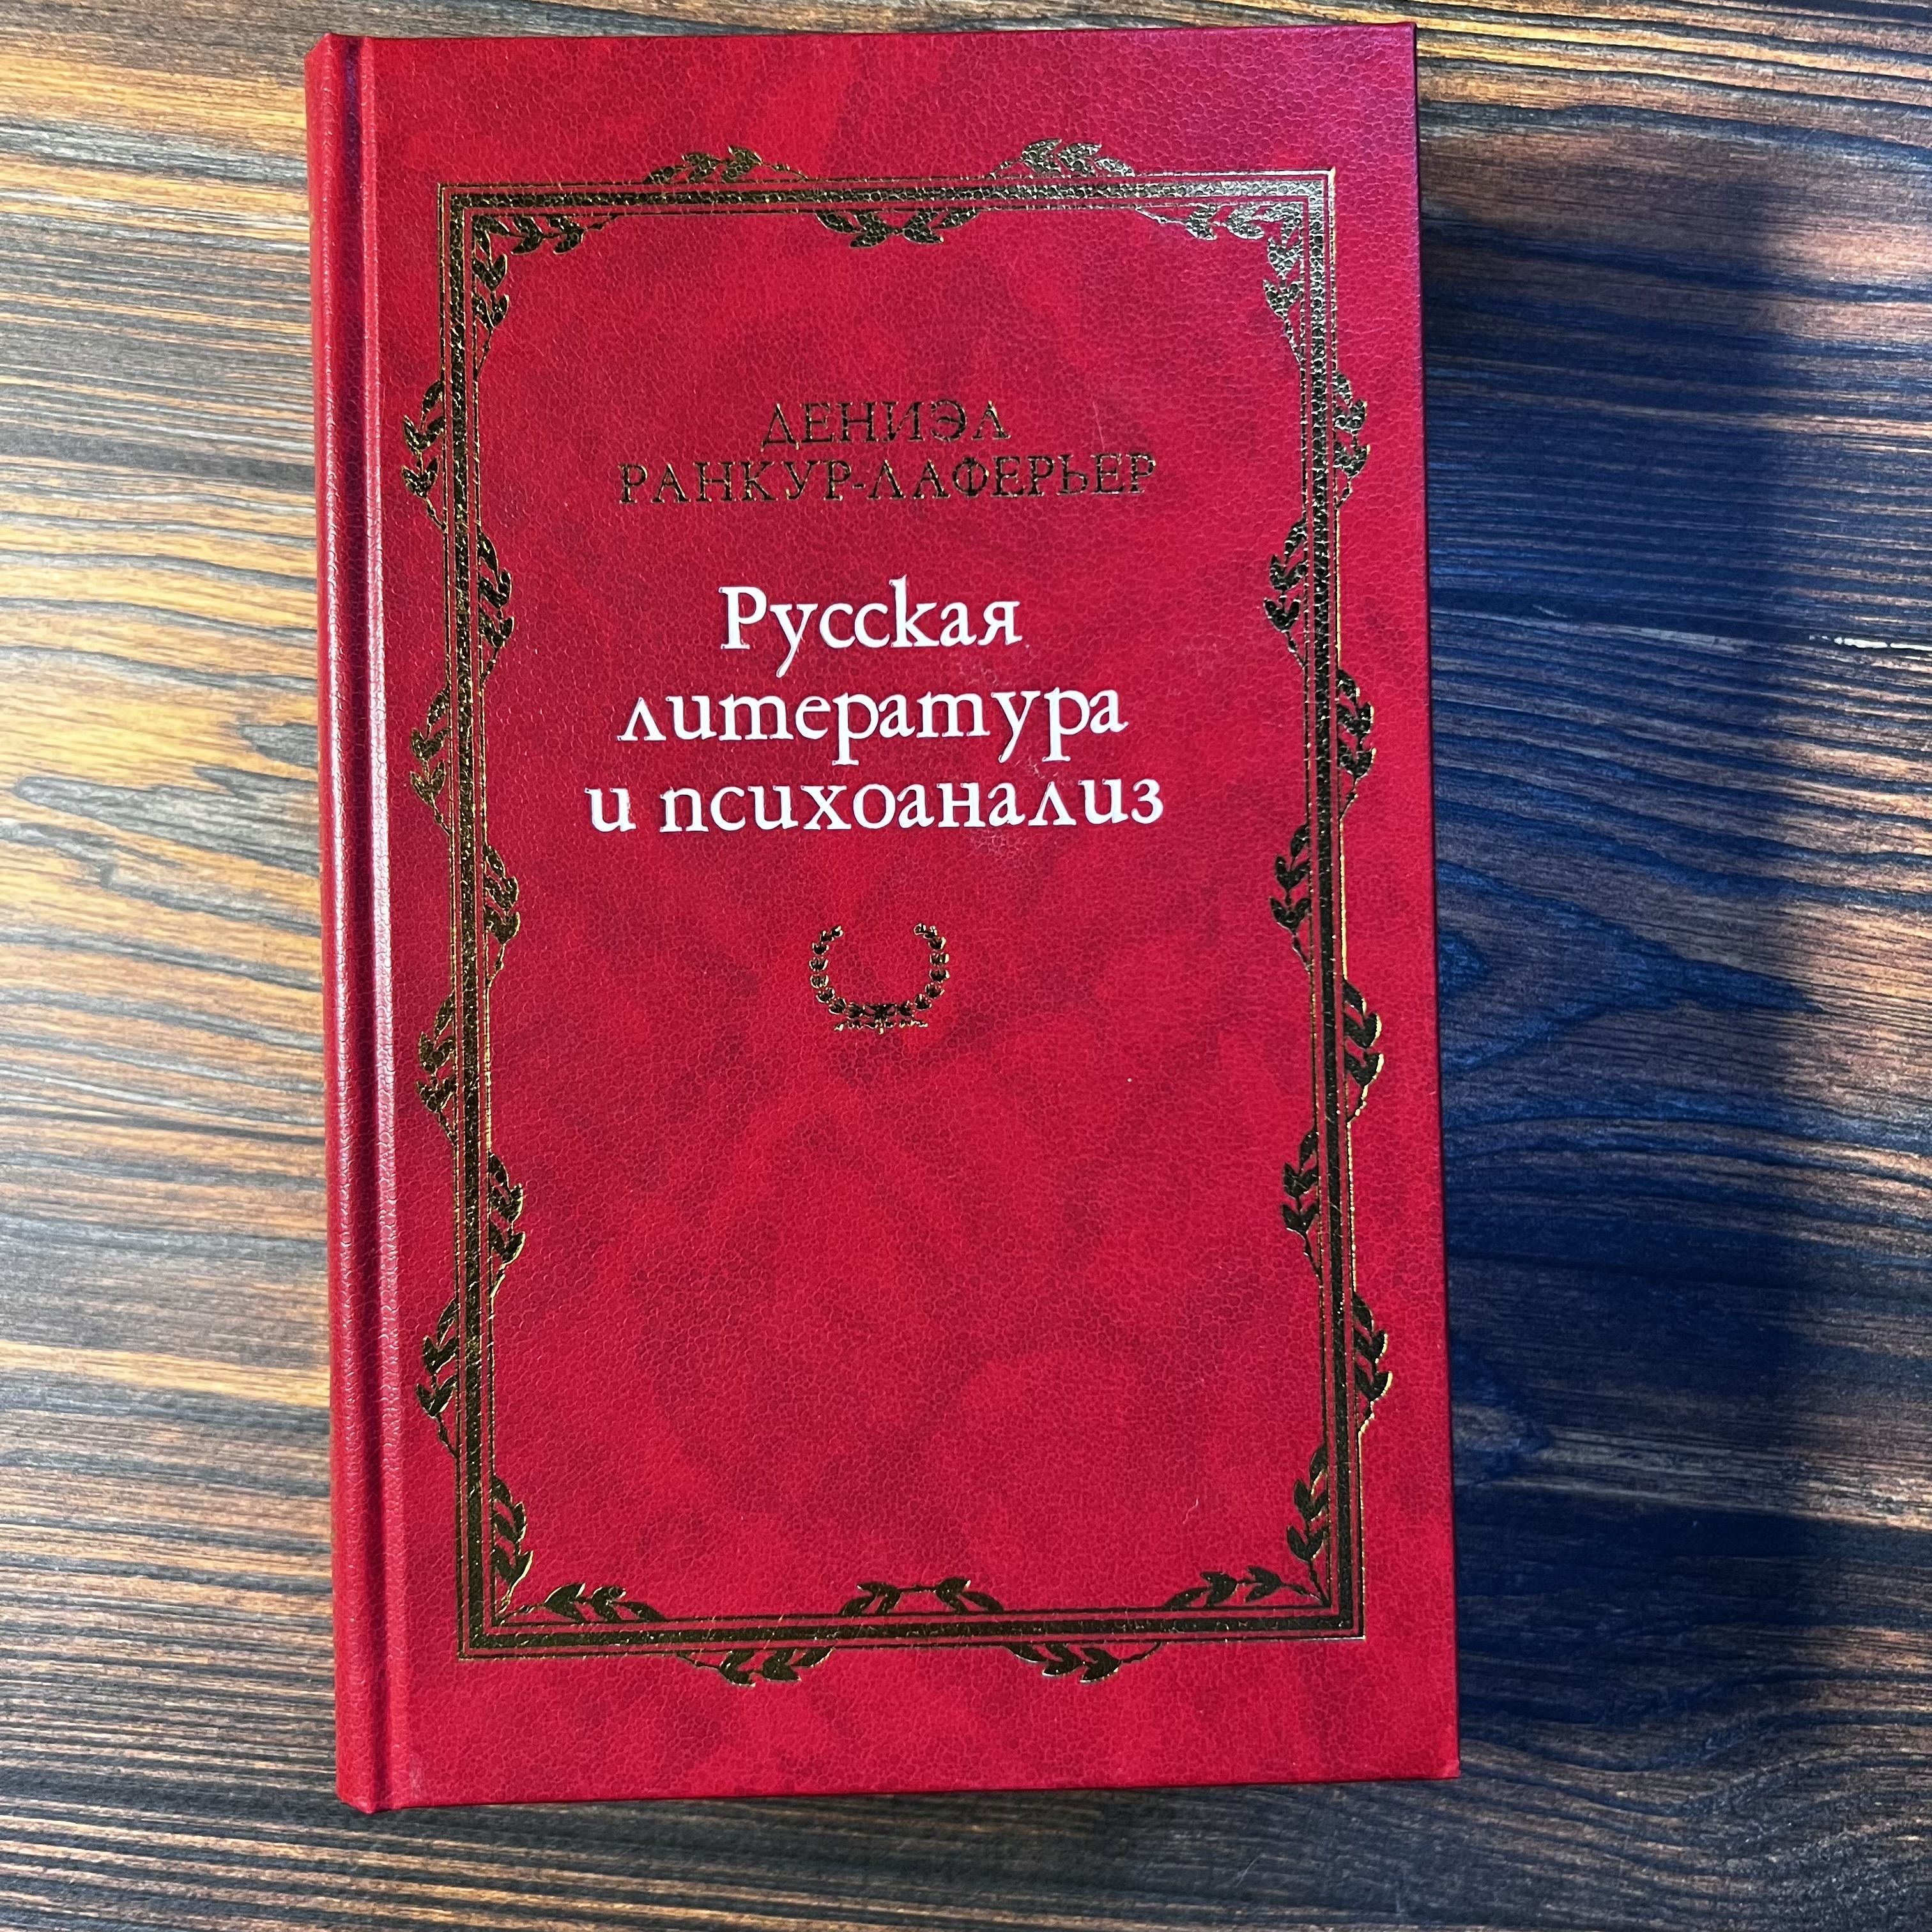 ДЕНИЭЛ
РАНКУР-ЛАФЕРЬЕР
Русская
литература
и психоанализ